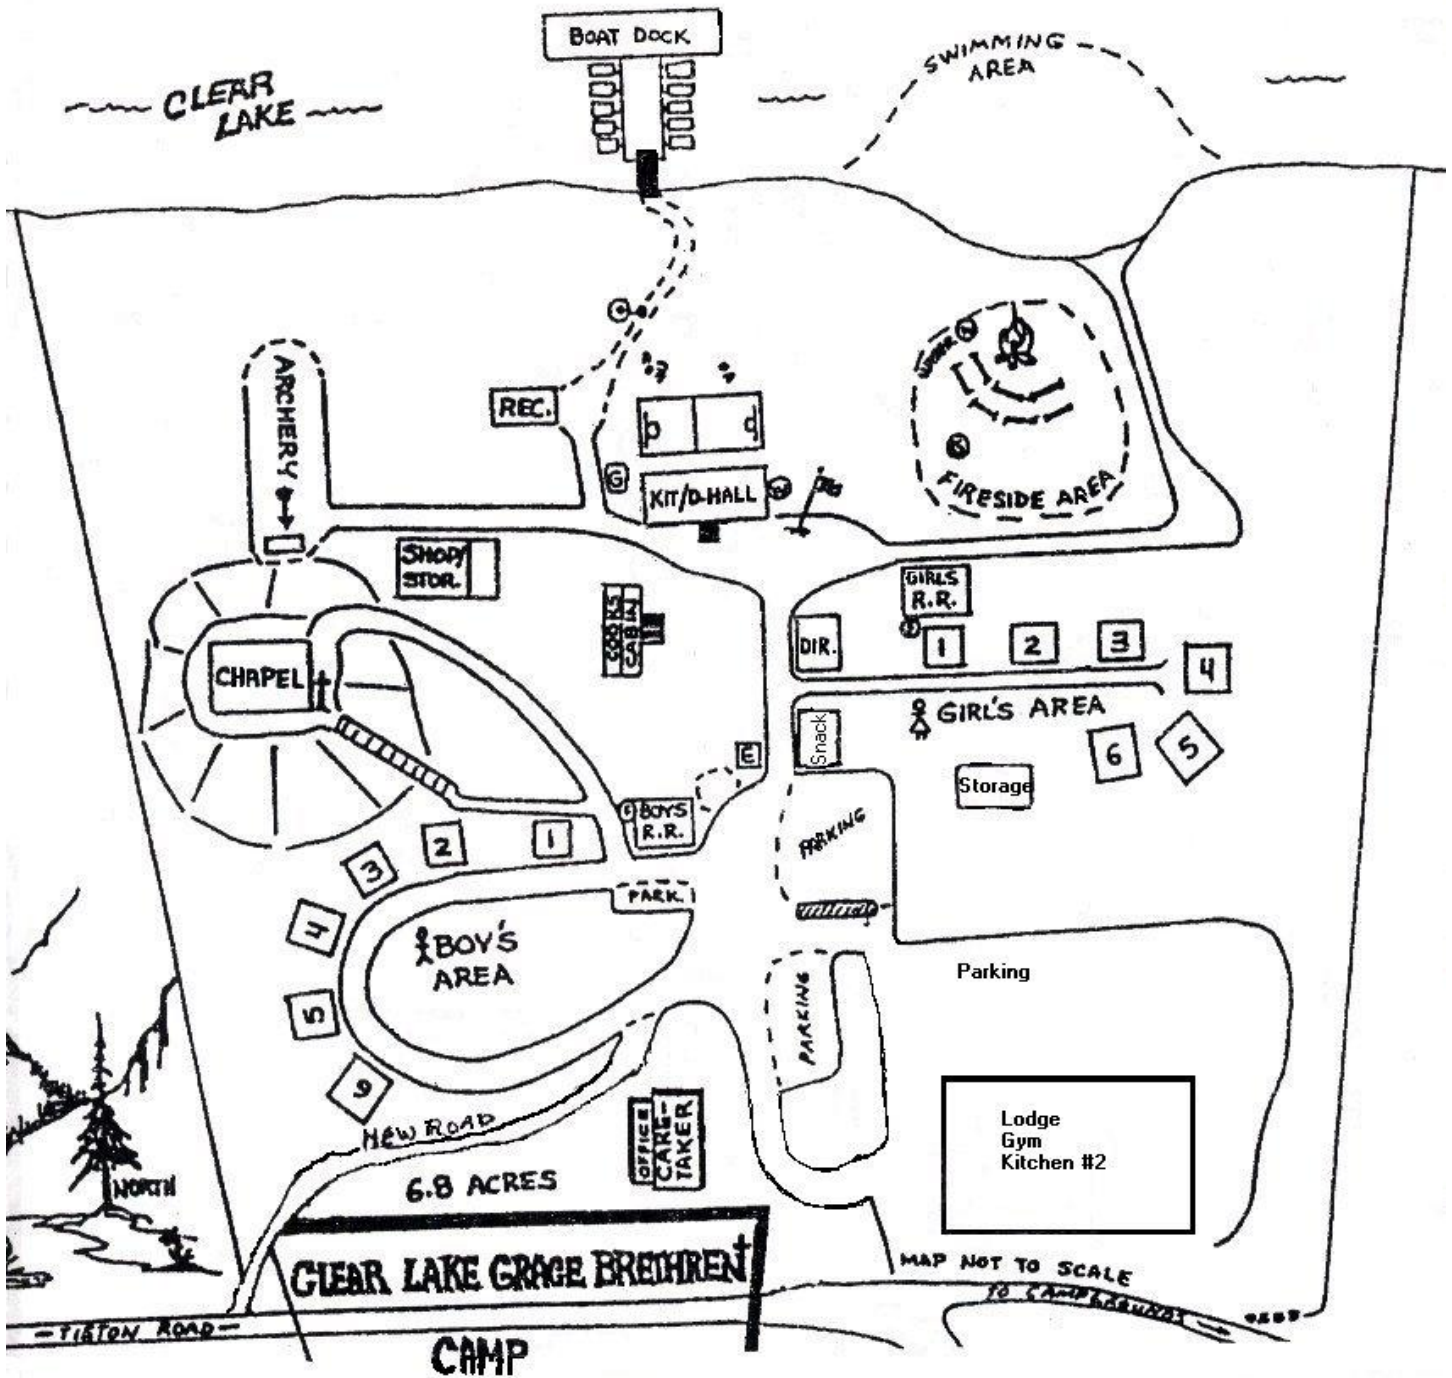 BOAT DOCK
SWIMMING
AREA
CLEAR
LAKE
ARCHERY
REC.
G
KIT/D-HALL
FIRESIDE AREA
SHOP/
STOR.
COOKS
CABIN
GIRLS
R.R.
DIR.
1
2
3
4
CHAPEL
GIRL'S AREA
Snack
6
5
E
Storage
BOYS
R.R.
PARKING
1
2
3
PARK.
4
BOY'S
AREA
Parking
PARKING
5
6
NEW ROAD
OFFICE
CARE-
TAKER
Lodge
Gym
Kitchen #2
NORTH
6.8 ACRES
CLEAR LAKE GRACE BRETHREN
CAMP
MAP NOT TO SCALE
TO CAMPGROUNDS